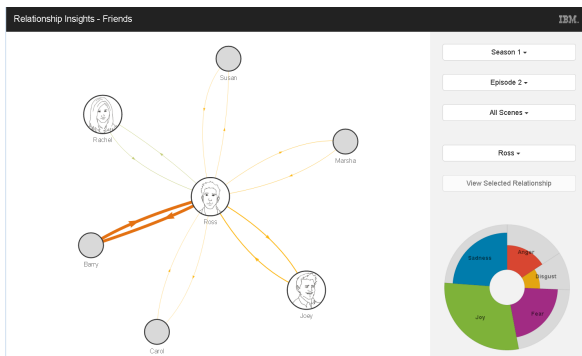 Relationship Insights - Friends
IBM.
Season 1
Episode 2
All Scenes
Ross
View Selected Relationship
Susan
Rachel
Marsha
Ross
Barry
Joey
Carol
Sadness
Anger
Disgust
Joy
Fear